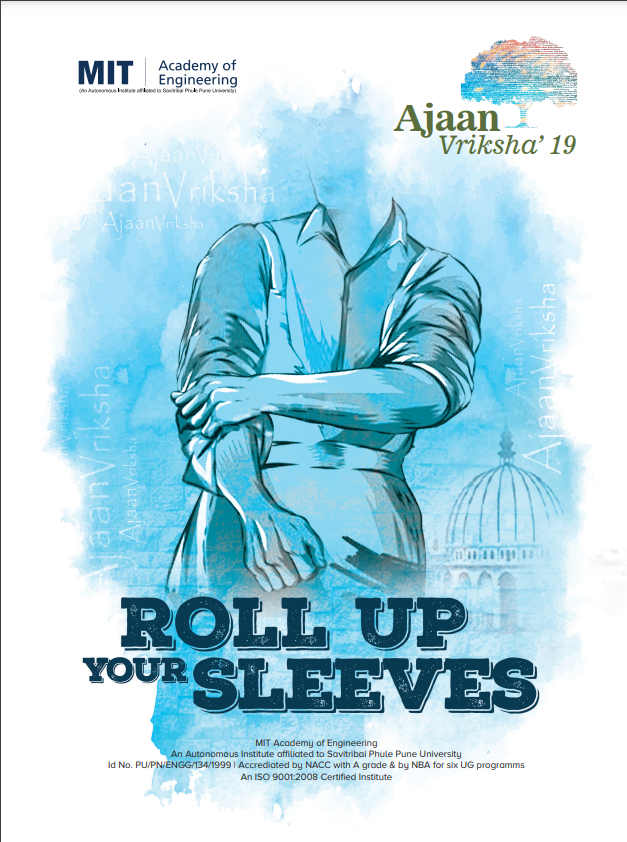 MIT
Academy of
Engineering
(An Autonomous Institute affiliated to Savitribai Phule Pune University)
Ajaan
Vriksha' 19
AjaanVriksha
AjaanVriksha
AjaanVriksha
AjaanVriksha
AjaanVriksha
AjaanVriksha
ROLL UP
YOUR SLEEVES
MIT Academy of Engineering
An Autonomous Institute affiliated to Savitribai Phule Pune University
Id No. PU/PN/ENGG/134/1999 | Accrediated by NACC with A grade & by NBA for six UG programms
An ISO 9001:2008 Certified Institute